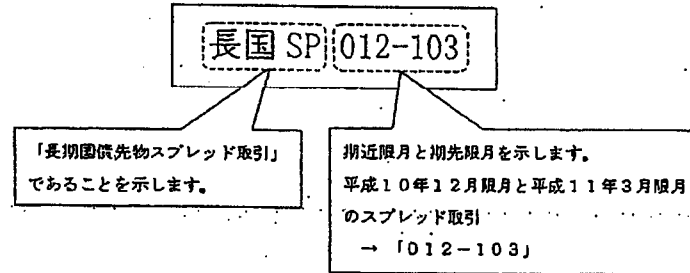 長国 SP 012-103
「長期国債先物スプレッド取引」
であることを示します。
期近限月と期先限月を示します。
平成10年12月限月と平成11年3月限月
のスプレッド取引
→ 「012-103」